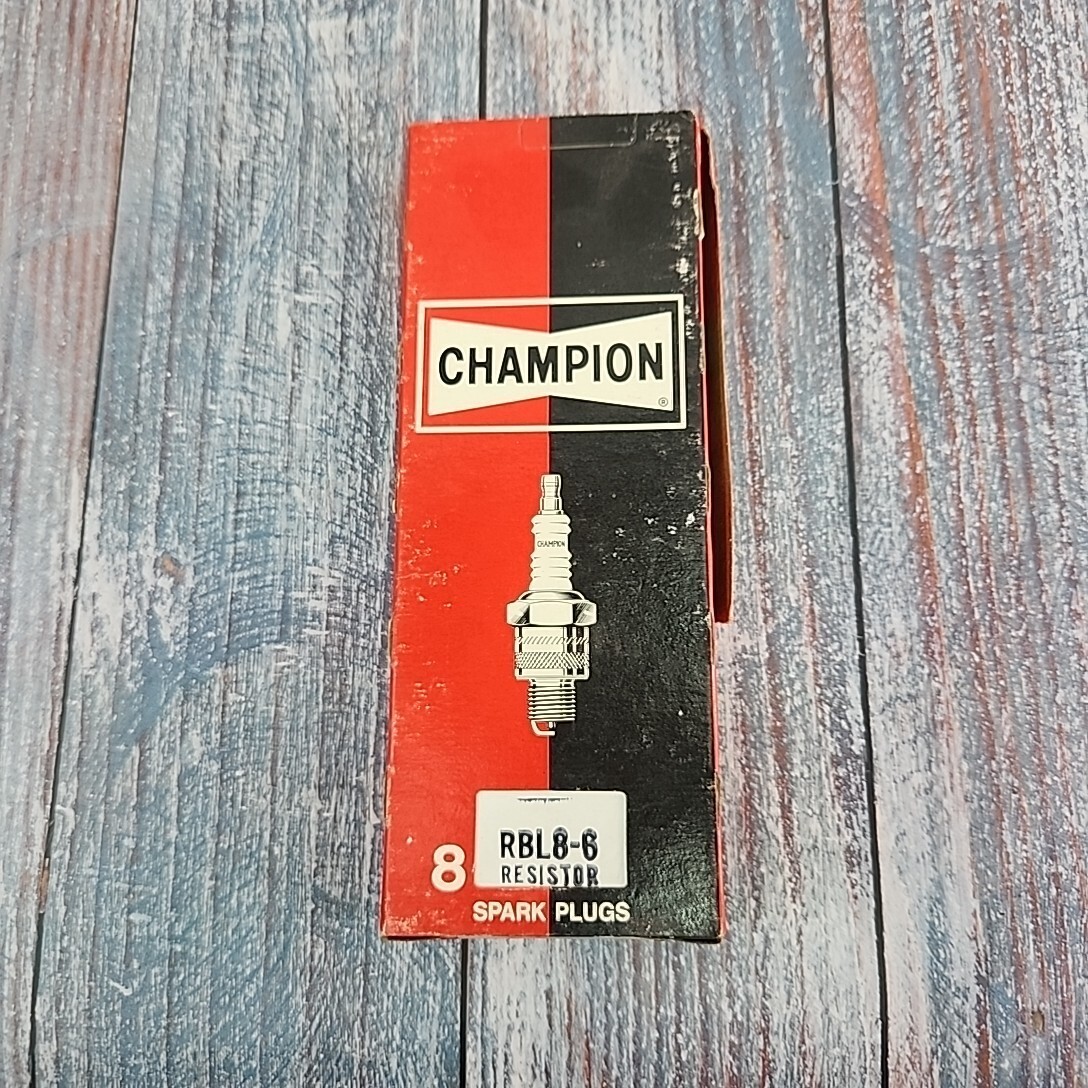 CHAMPION
®
CHAMPION
8
RBL8-6
RESISTOR
SPARK PLUGS